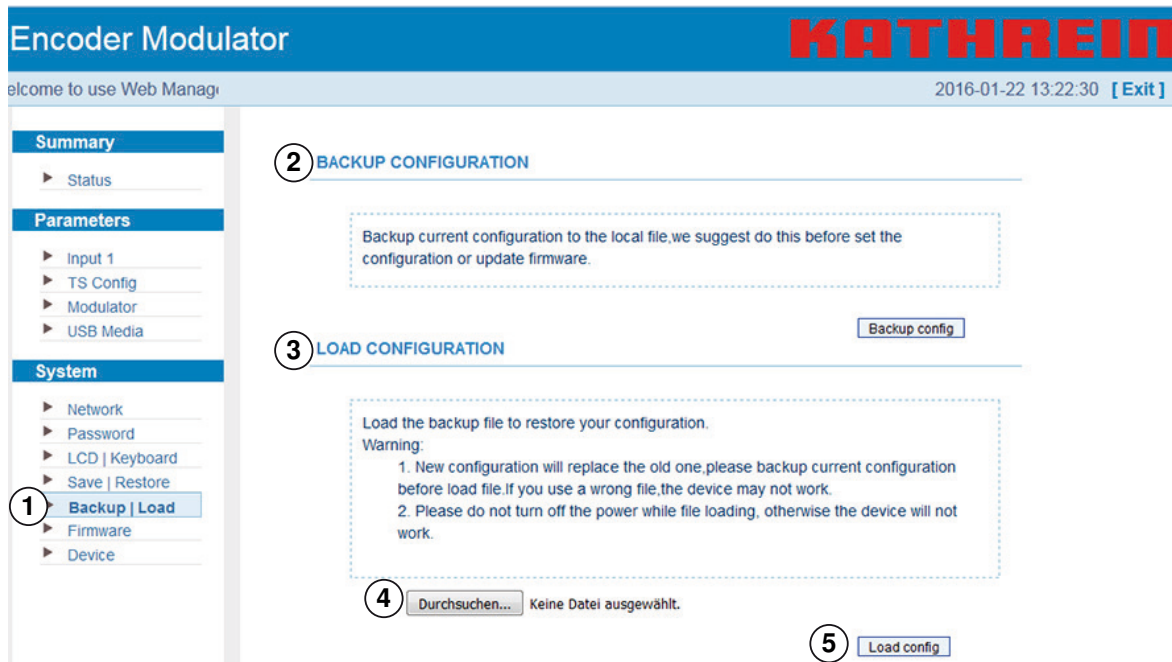 Encoder Modulator
KATHREIN
elcome to use Web Manag
2016-01-22 13:22:30 [ Exit ]
Summary
Status
Parameters
Input 1
TS Config
Modulator
USB Media
System
Network
Password
LCD | Keyboard
Save | Restore
1
Backup | Load
Firmware
Device
2
BACKUP CONFIGURATION
Backup current configuration to the local file,we suggest do this before set the
configuration or update firmware.
Backup config
3
LOAD CONFIGURATION
Load the backup file to restore your configuration.
Warning:
1. New configuration will replace the old one,please backup current configuration
before load file.If you use a wrong file,the device may not work.
2. Please do not turn off the power while file loading, otherwise the device will not
work.
4
Durchsuchen... Keine Datei ausgewählt.
5
Load config